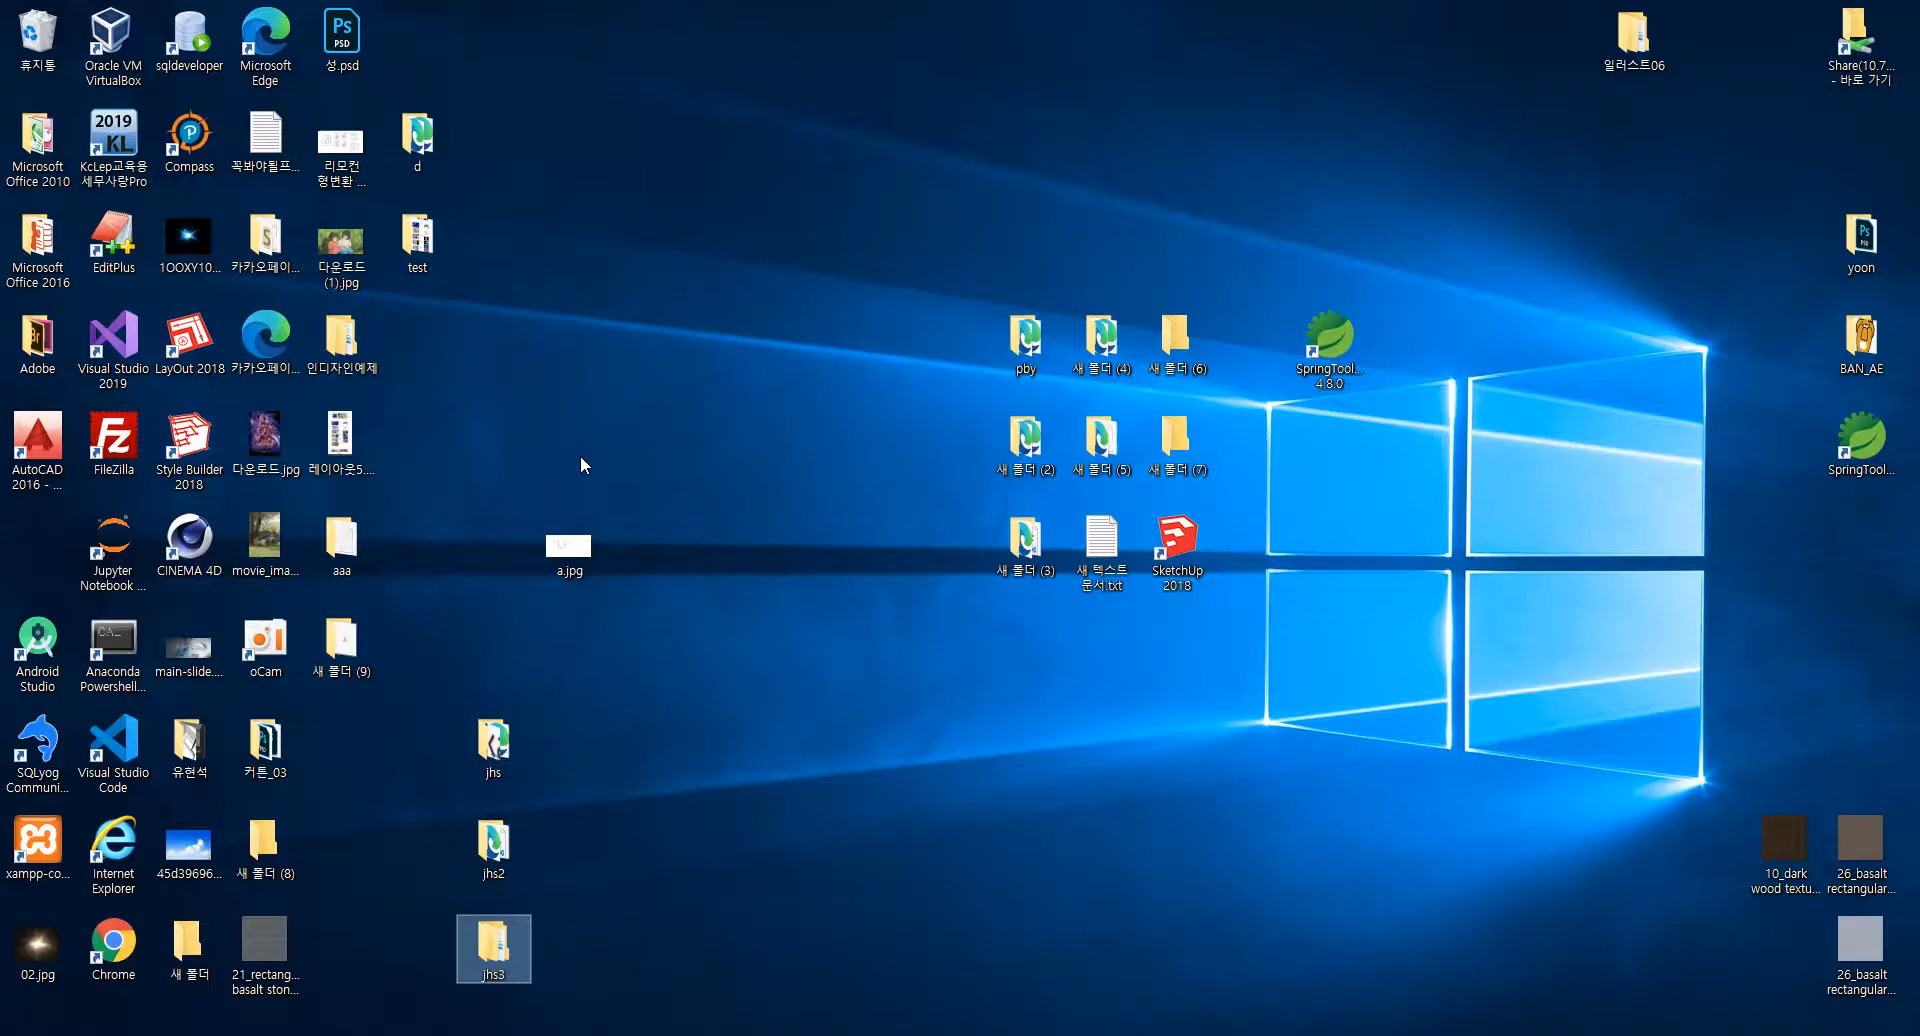 휴지통
Oracle VM
VirtualBox
sqldeveloper
Microsoft
Edge
Ps
PSD
성.psd
일러스트06
Share(10.7...
- 바로 가기
Microsoft
Office 2010
2019
KL
KcLep교육용
세무사랑Pro
Compass
꼭봐야될프...
리모컨
형변환 ...
d
Microsoft
Office 2016
EditPlus
1OOXY10...
카카오페이...
다운로드
(1).jpg
test
yoon
Adobe
Visual Studio
2019
LayOut 2018
카카오페이...
인디자인예제
pby
새 폴더 (4)
새 폴더 (6)
SpringTool...
4.8.0
BAN_AE
AutoCAD
2016 - ...
Fz
FileZilla
Style Builder
2018
다운로드.jpg
레이아웃5....
새 폴더 (2)
새 폴더 (5)
새 폴더 (7)
SpringTool...
Jupyter
Notebook ...
CINEMA 4D
movie_ima...
aaa
a.jpg
새 폴더 (3)
새 텍스트
문서.txt
SketchUp
2018
Android
Studio
Anaconda
Powershell...
main-slide....
oCam
새 폴더 (9)
SQLyog
Communi...
Visual Studio
Code
유현석
커튼_03
jhs
xampp-co...
Internet
Explorer
45d39696...
새 폴더 (8)
jhs2
10_dark
wood textu...
26_basalt
rectangular...
02.jpg
Chrome
새 폴더
21_rectang...
basalt ston...
jhs3
26_basalt
rectangular...